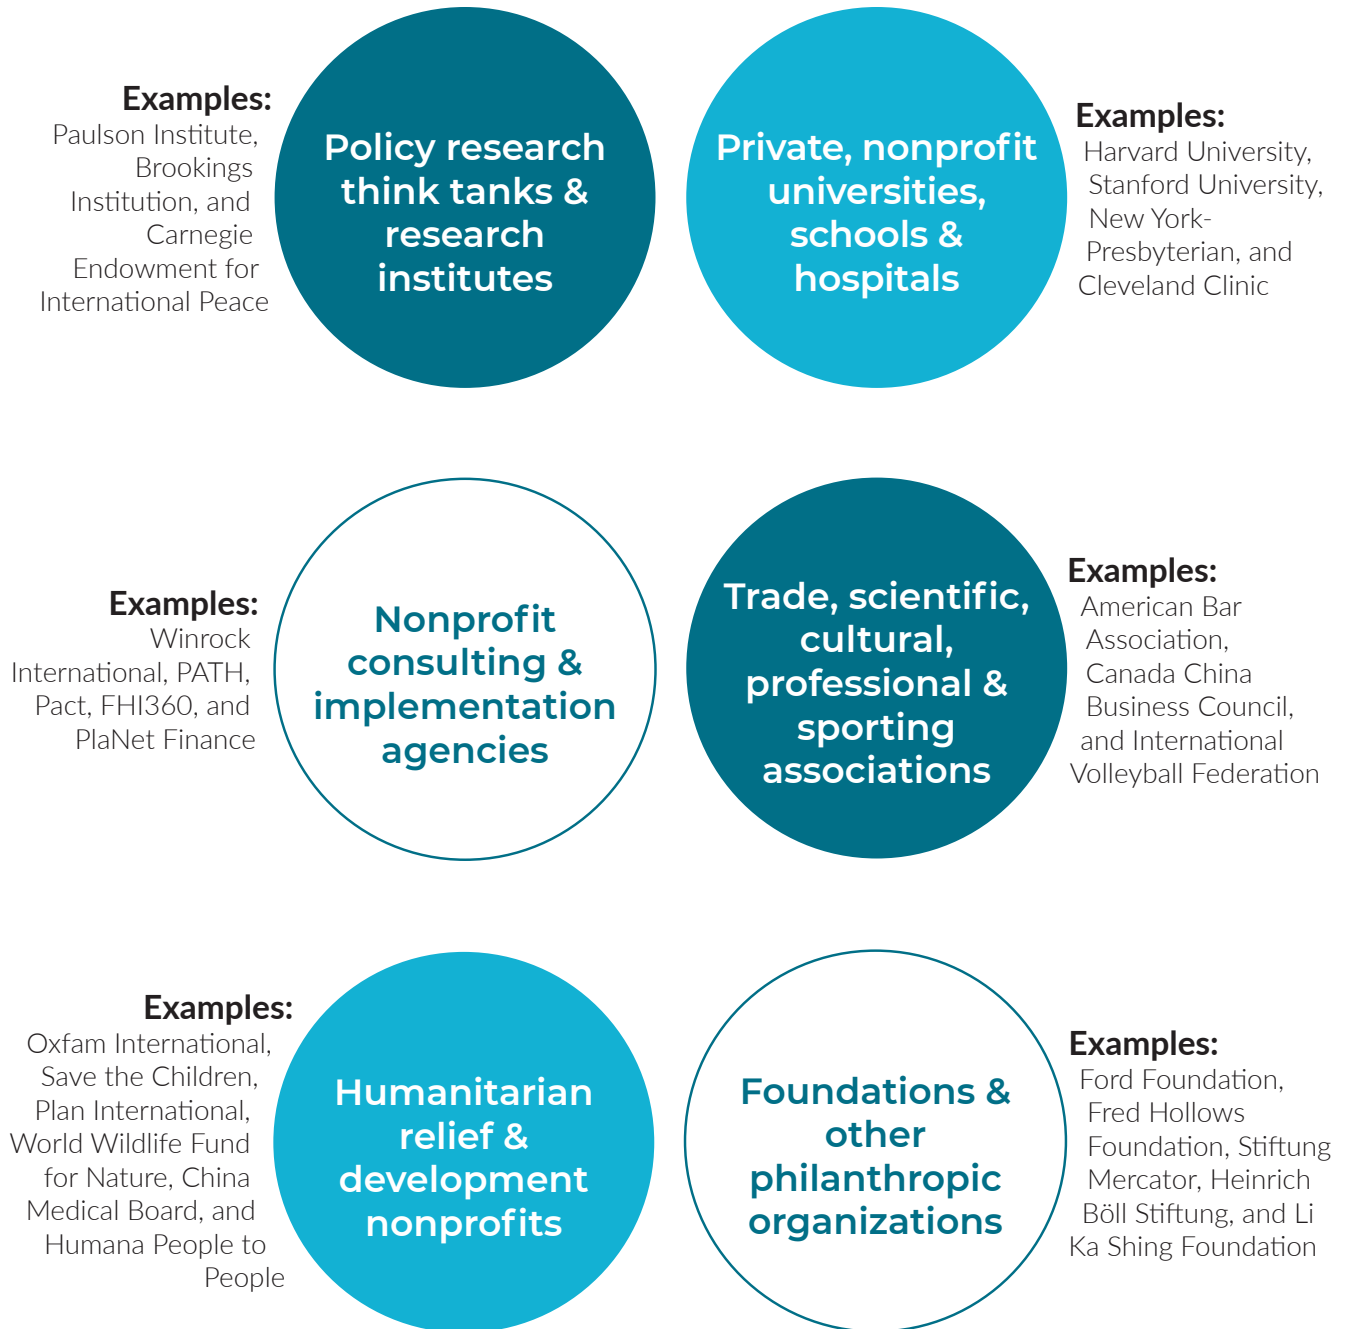 Examples:
Paulson Institute,
Brookings
Institution, and
Carnegie
Endowment for
International Peace
Policy research
think tanks &
research
institutes
Private, nonprofit
universities,
schools &
hospitals
Examples:
Harvard University,
Stanford University,
New York-
Presbyterian, and
Cleveland Clinic
Examples:
Winrock
International, PATH,
Pact, FHI360, and
PlaNet Finance
Nonprofit
consulting &
implementation
agencies
Trade, scientific,
cultural,
professional &
sporting
associations
Examples:
American Bar
Association,
Canada China
Business Council,
and International
Volleyball Federation
Examples:
Oxfam International,
Save the Children,
Plan International,
World Wildlife Fund
for Nature, China
Medical Board, and
Humana People to
People
Humanitarian
relief &
development
nonprofits
Foundations &
other
philanthropic
organizations
Examples:
Ford Foundation,
Fred Hollows
Foundation, Stiftung
Mercator, Heinrich
Böll Stiftung, and Li
Ka Shing Foundation